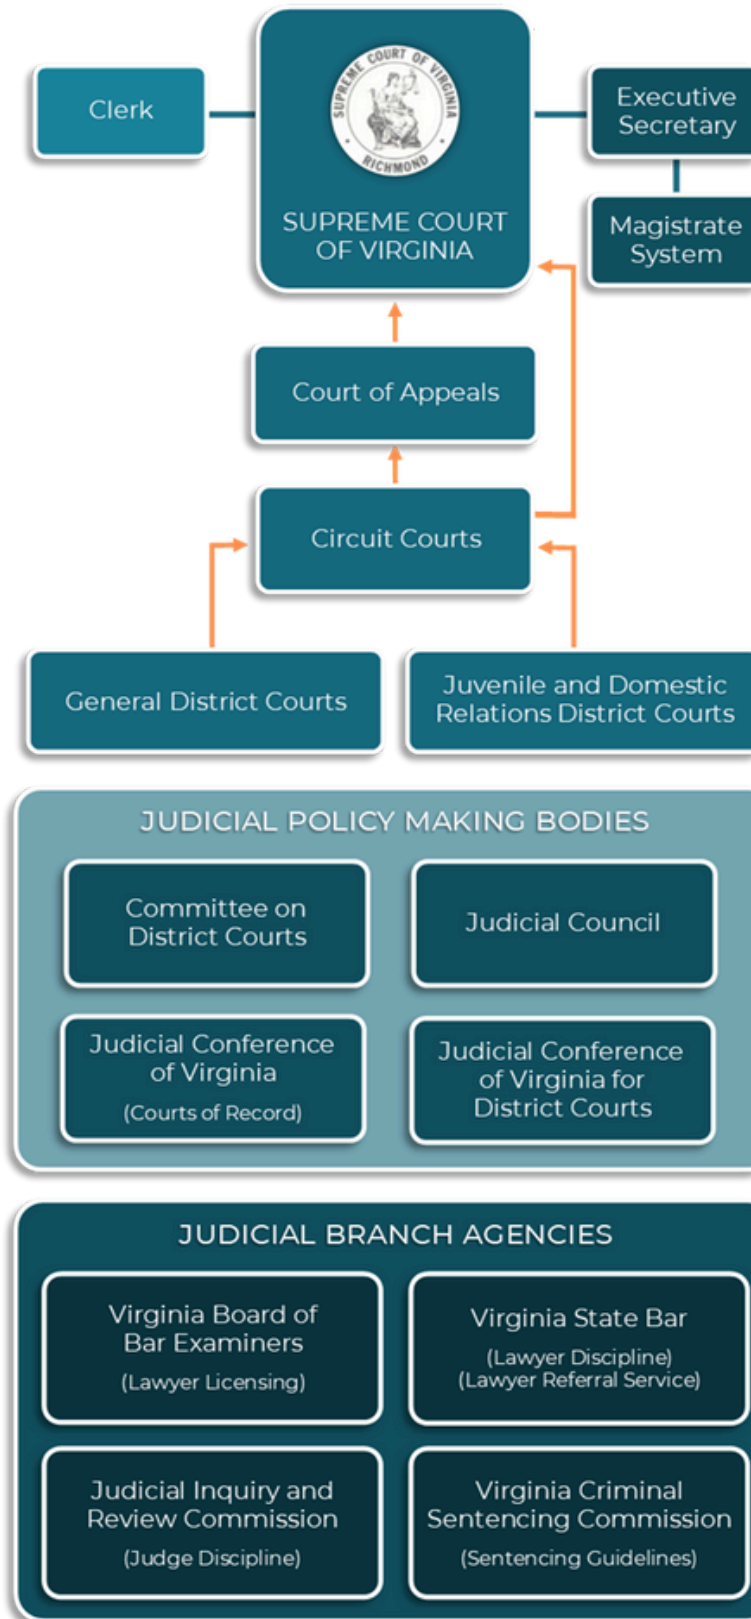 Clerk
SUPREME COURT OF VIRGINIA
RICHMOND
SUPREME COURT
OF VIRGINIA
Executive
Secretary
Magistrate
System
Court of Appeals
Circuit Courts
General District Courts
Juvenile and Domestic
Relations District Courts
JUDICIAL POLICY MAKING BODIES
Committee on
District Courts
Judicial Council
Judicial Conference
of Virginia
(Courts of Record)
Judicial Conference
of Virginia for
District Courts
JUDICIAL BRANCH AGENCIES
Virginia Board of
Bar Examiners
(Lawyer Licensing)
Virginia State Bar
(Lawyer Discipline)
(Lawyer Referral Service)
Judicial Inquiry and
Review Commission
(Judge Discipline)
Virginia Criminal
Sentencing Commission
(Sentencing Guidelines)